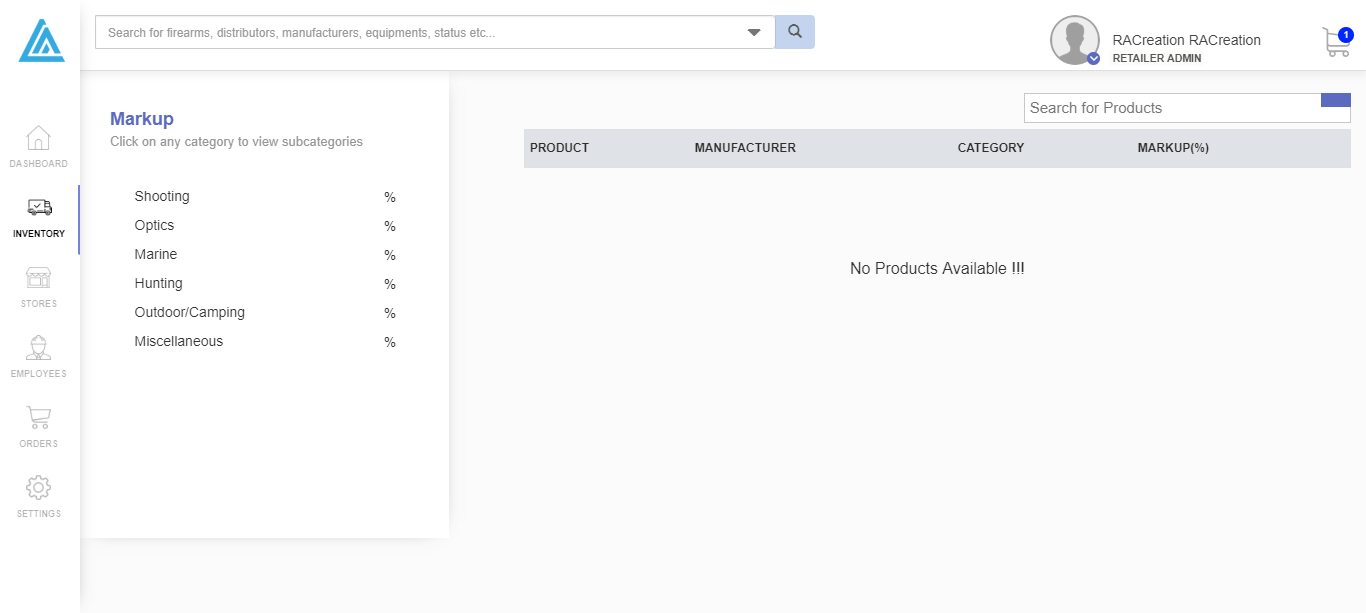 Search for firearms, distributors, manufacturers, equipments, status etc...
RACreation RACreation
RETAILER ADMIN
1
DASHBOARD
INVENTORY
STORES
EMPLOYEES
ORDERS
SETTINGS
Markup
Click on any category to view subcategories
Shooting %
Optics %
Marine %
Hunting %
Outdoor/Camping %
Miscellaneous %
Search for Products
PRODUCT MANUFACTURER CATEGORY MARKUP(%)
No Products Available !!!